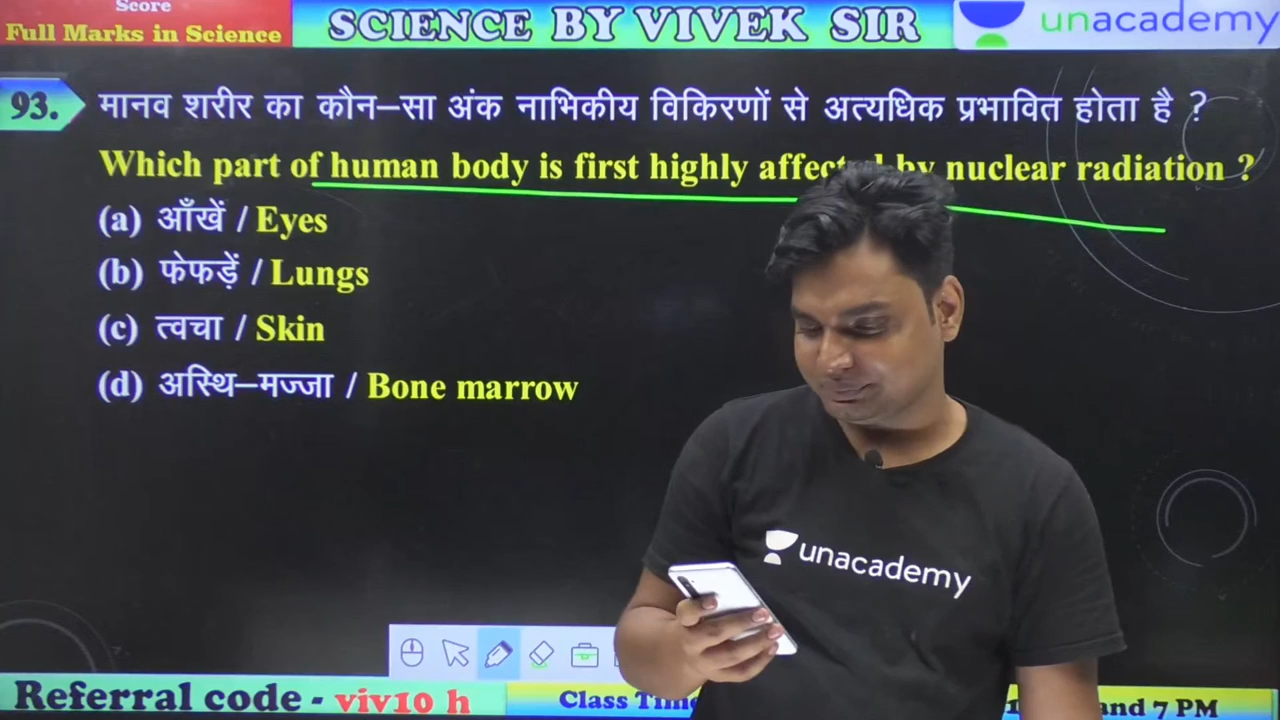 Score
Full Marks in Science
SCIENCE BY VIVEK SIR
unacademy
93.
मानव शरीर का कौन–सा अंक नाभिकीय विकिरणों से अत्यधिक प्रभावित होता है ?
Which part of human body is first highly affected by nuclear radiation ?
(a) आँखें / Eyes
(b) फेफड़ें / Lungs
(c) त्वचा / Skin
(d) अस्थि–मज्जा / Bone marrow
unacademy
Referral code - viv10 h
Class and 7 PM